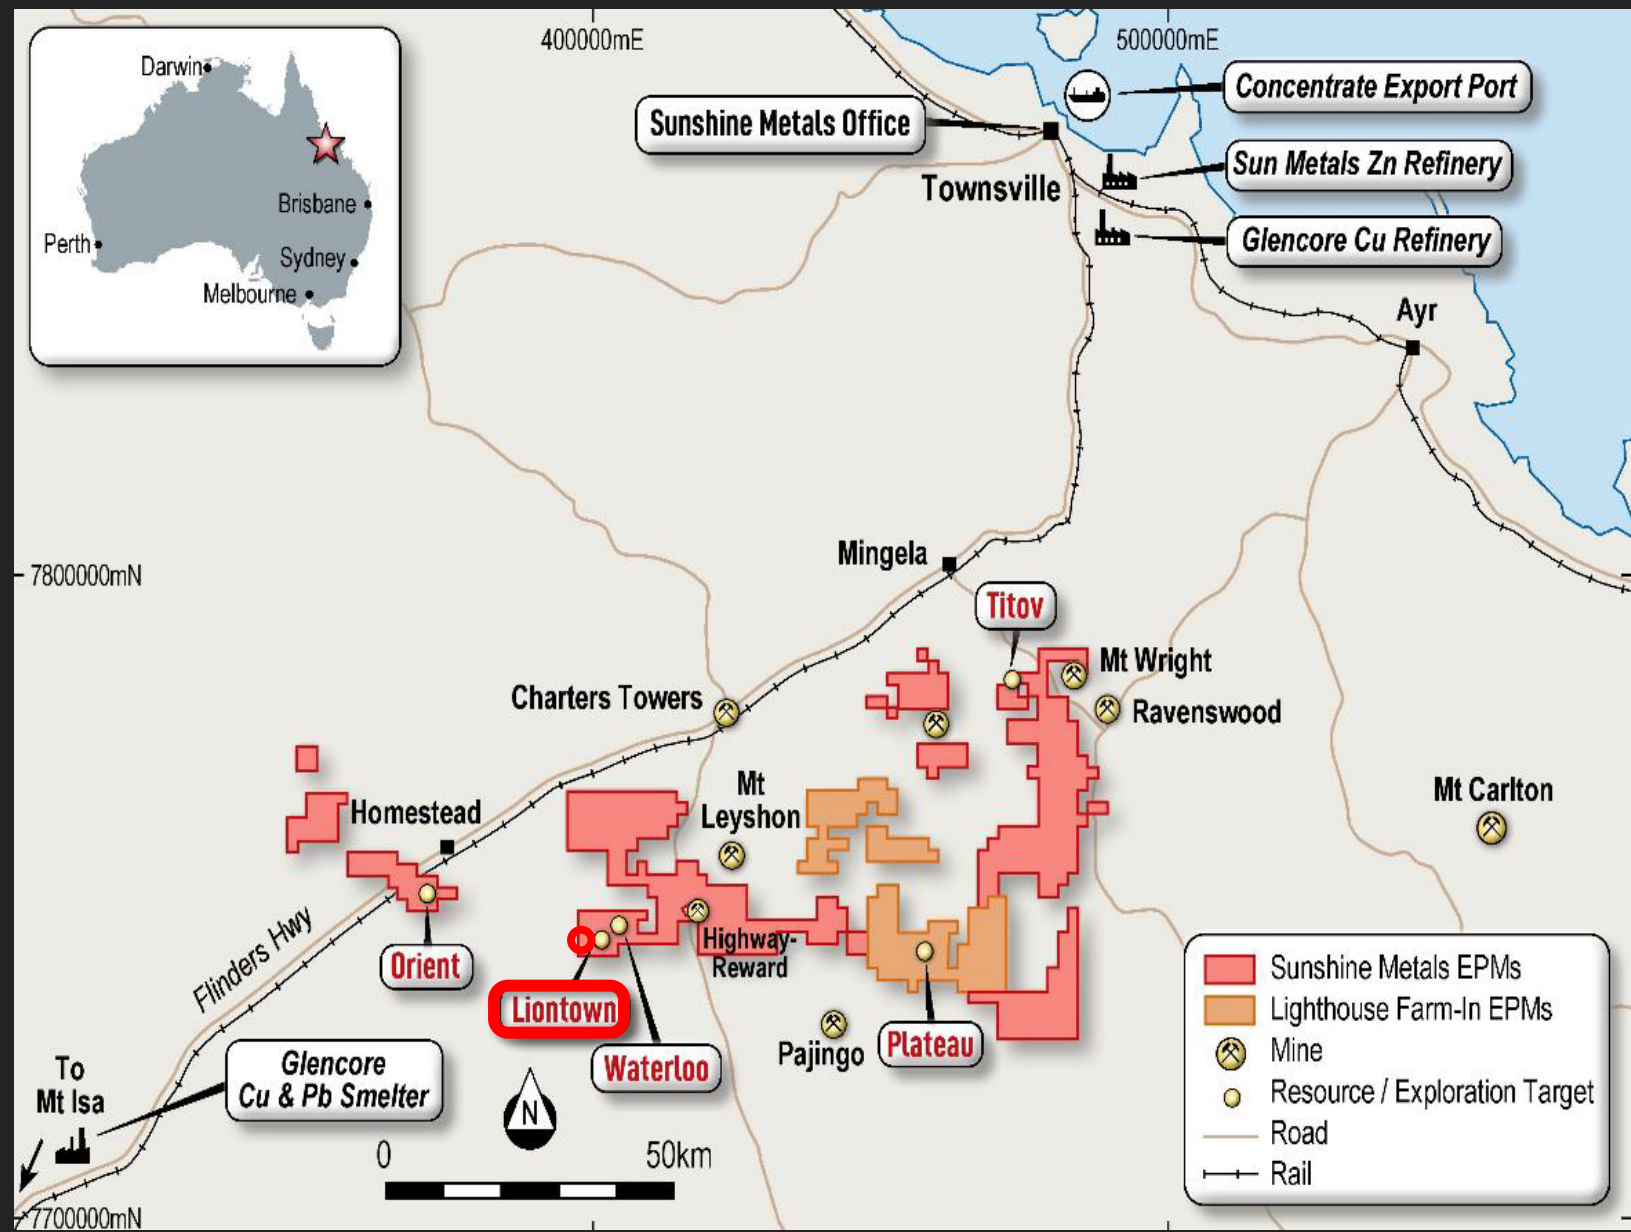 400000mE
500000mE
Darwin
Brisbane
Perth
Sydney
Melbourne
Concentrate Export Port
Sunshine Metals Office
Sun Metals Zn Refinery
Townsville
Glencore Cu Refinery
Ayr
Mingela
7800000mN
Titov
Mt Wright
Charters Towers
Ravenswood
Mt
Leyshon
Mt Carlton
Homestead
Highway-
Reward
Flinders Hwy
Orient
Liontown
Waterloo
Pajingo
Plateau
Sunshine Metals EPMs
Lighthouse Farm-In EPMs
Mine
Resource / Exploration Target
Road
Rail
To
Mt Isa
Glencore
Cu & Pb Smelter
N
0
50km
7700000mN